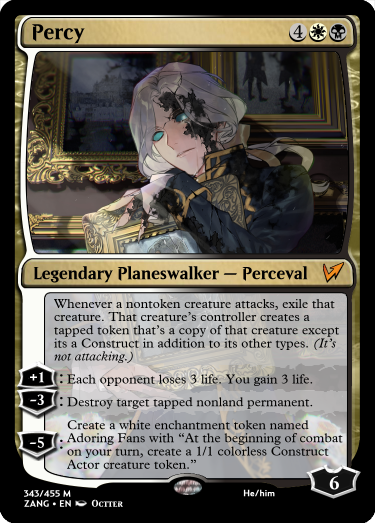 Percy
4
Legendary Planeswalker — Perceval
Whenever a nontoken creature attacks, exile that
creature. That creature's controller creates a
tapped token that's a copy of that creature except
its a Construct in addition to its other types. (It's
not attacking.)
+1: Each opponent loses 3 life. You gain 3 life.
-3: Destroy target tapped nonland permanent.
Create a white enchantment token named
-5: Adoring Fans with “At the beginning of combat
on your turn, create a 1/1 colorless Construct
Actor creature token.”
6
343/455 M
He/him
ZANG • EN Octter